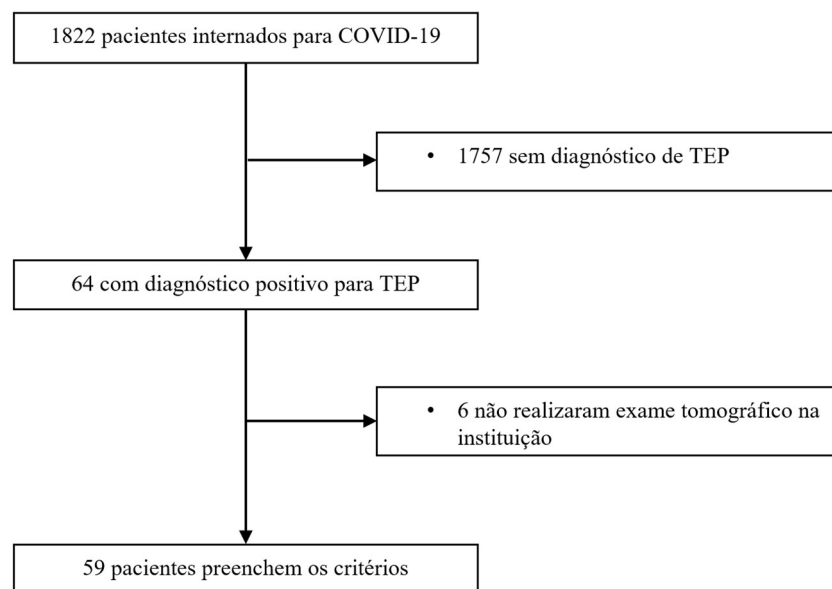 1822 pacientes internados para COVID-19
• 1757 sem diagnóstico de TEP
64 com diagnóstico positivo para TEP
• 6 não realizaram exame tomográfico na
instituição
59 pacientes preenchem os critérios